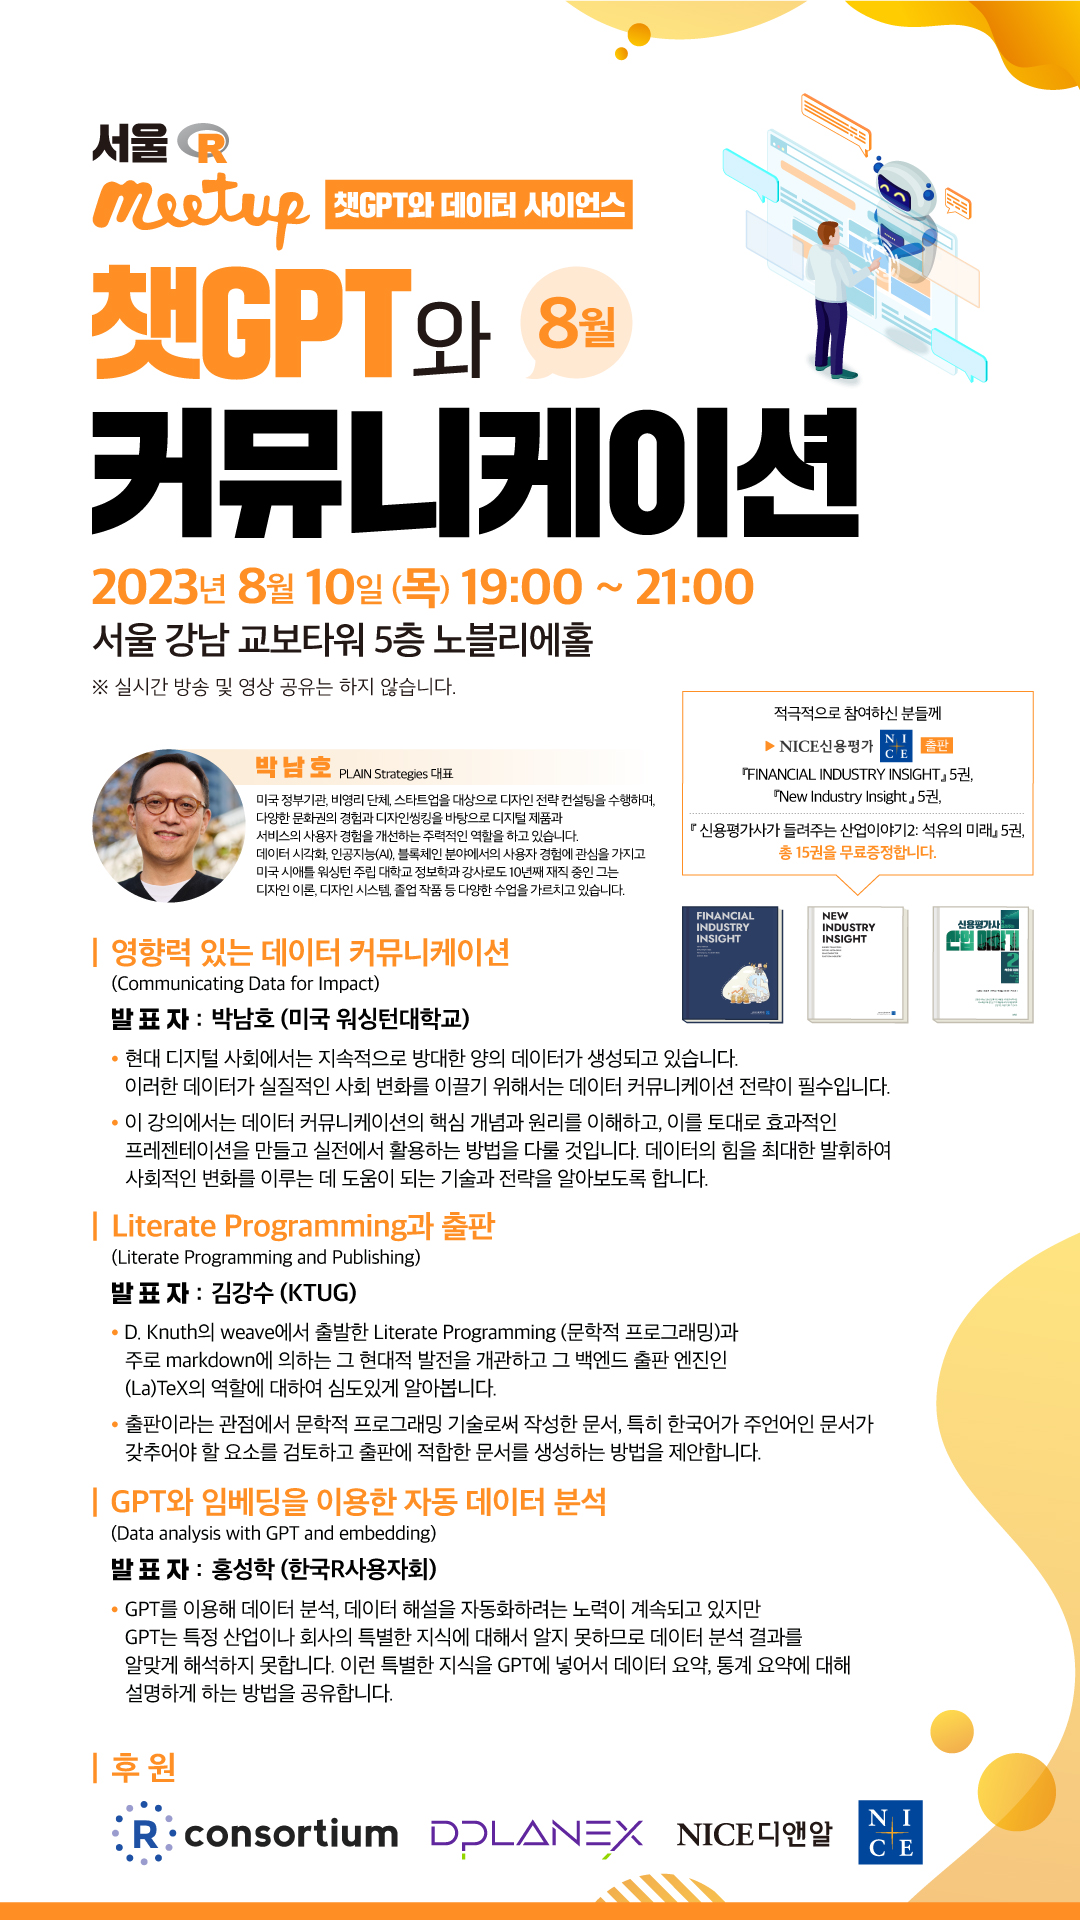 서울 R
meetup 챗GPT와 데이터 사이언스
챗GPT와 8월
커뮤니케이션
2023년 8월 10일 (목) 19:00 ~ 21:00
서울 강남 교보타워 5층 노블리에홀
※ 실시간 방송 및 영상 공유는 하지 않습니다.
적극적으로 참여하신 분들께
▶ NICE신용평가 NICE 출판
『FINANCIAL INDUSTRY INSIGHT』 5권,
『New Industry Insight』 5권,
『 신용평가사가 들려주는 산업이야기2: 석유의 미래』 5권,
총 15권을 무료증정합니다.
FINANCIAL
INDUSTRY
INSIGHT
NEW
INDUSTRY
INSIGHT
신용평가사
산업 이야기
2
박남호 PLAIN Strategies 대표
미국 정부기관, 비영리 단체, 스타트업을 대상으로 디자인 전략 컨설팅을 수행하며,
다양한 문화권의 경험과 디자인씽킹을 바탕으로 디지털 제품과
서비스의 사용자 경험을 개선하는 주력적인 역할을 하고 있습니다.
데이터 시각화, 인공지능(AI), 블록체인 분야에서의 사용자 경험에 관심을 가지고
미국 시애틀 워싱턴 주립 대학교 정보학과 강사로도 10년째 재직 중인 그는
디자인 이론, 디자인 시스템, 졸업 작품 등 다양한 수업을 가르치고 있습니다.
영향력 있는 데이터 커뮤니케이션
(Communicating Data for Impact)
발 표 자 : 박남호 (미국 워싱턴대학교)
• 현대 디지털 사회에서는 지속적으로 방대한 양의 데이터가 생성되고 있습니다.
이러한 데이터가 실질적인 사회 변화를 이끌기 위해서는 데이터 커뮤니케이션 전략이 필수입니다.
• 이 강의에서는 데이터 커뮤니케이션의 핵심 개념과 원리를 이해하고, 이를 토대로 효과적인
프레젠테이션을 만들고 실전에서 활용하는 방법을 다룰 것입니다. 데이터의 힘을 최대한 발휘하여
사회적인 변화를 이루는 데 도움이 되는 기술과 전략을 알아보도록 합니다.
Literate Programming과 출판
(Literate Programming and Publishing)
발 표 자 : 김강수 (KTUG)
• D. Knuth의 weave에서 출발한 Literate Programming (문학적 프로그래밍)과
주로 markdown에 의하는 그 현대적 발전을 개관하고 그 백엔드 출판 엔진인
(La)TeX의 역할에 대하여 심도있게 알아봅니다.
• 출판이라는 관점에서 문학적 프로그래밍 기술로써 작성한 문서, 특히 한국어가 주언어인 문서가
갖추어야 할 요소를 검토하고 출판에 적합한 문서를 생성하는 방법을 제안합니다.
GPT와 임베딩을 이용한 자동 데이터 분석
(Data analysis with GPT and embedding)
발 표 자 : 홍성학 (한국R사용자회)
• GPT를 이용해 데이터 분석, 데이터 해설을 자동화하려는 노력이 계속되고 있지만
GPT는 특정 산업이나 회사의 특별한 지식에 대해서 알지 못하므로 데이터 분석 결과를
알맞게 해석하지 못합니다. 이런 특별한 지식을 GPT에 넣어서 데이터 요약, 통계 요약에 대해
설명하게 하는 방법을 공유합니다.
후 원
R consortium DPLANEX NICE디앤알 NICE